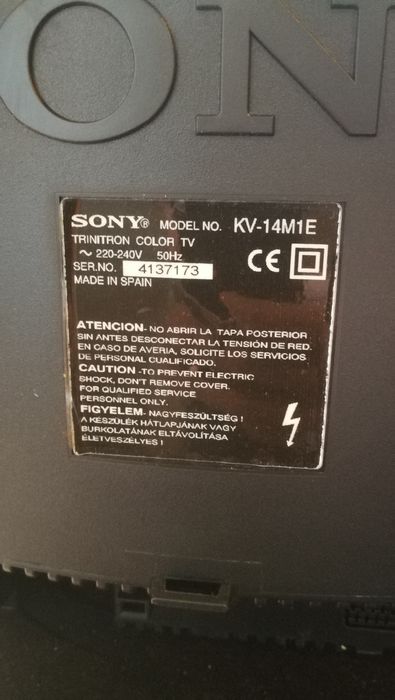 ON
SONY® MODEL NO. KV-14M1E
TRINITRON COLOR TV
~ 220-240V 50Hz
SER.NO. 4137173
MADE IN SPAIN
CE
ATENCION- NO ABRIR LA TAPA POSTERIOR
SIN ANTES DESCONECTAR LA TENSIÓN DE RED.
EN CASO DE AVERIA, SOLICITE LOS SERVICIOS
DE PERSONAL CUALIFICADO.
CAUTION -TO PREVENT ELECTRIC
SHOCK, DON'T REMOVE COVER.
FOR QUALIFIED SERVICE
PERSONNEL ONLY.
FIGYELEM- NAGYFESZÜLTSÉG !
A KÉSZÜLÉK HÁTLAPJÁNAK VAGY
BURKOLATÁNAK ELTÁVOLÍTÁSA
ÉLETVESZÉLYES !